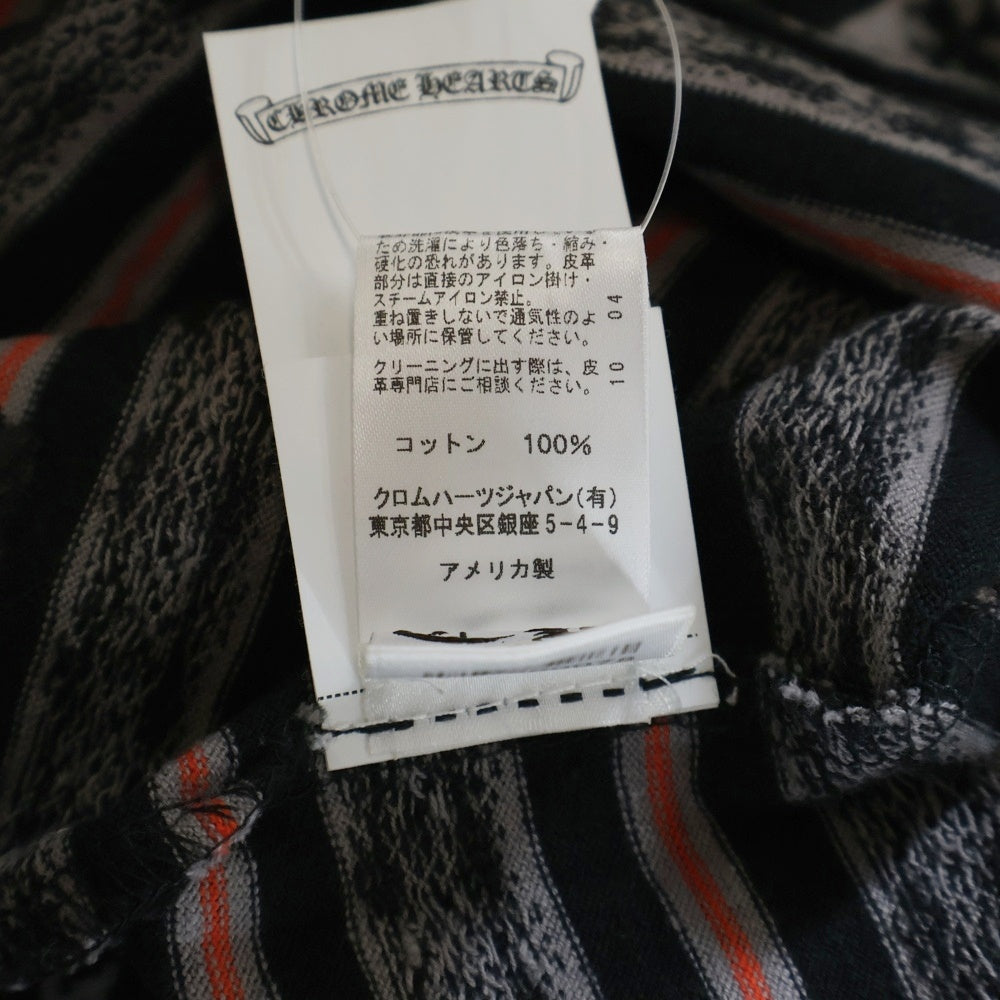 CHROME HEARTS
ため洗濯により色落ち・縮み・
硬化の恐れがあります。皮革
部分は直接のアイロン掛け・
スチームアイロン禁止。
重ね置きしないで通気性のよ
い場所に保管してください。
クリーニングに出す際は、皮
革専門店にご相談ください。
10 04
コットン 100%
クロムハーツジャパン(有)
東京都中央区銀座5-4-9
アメリカ製